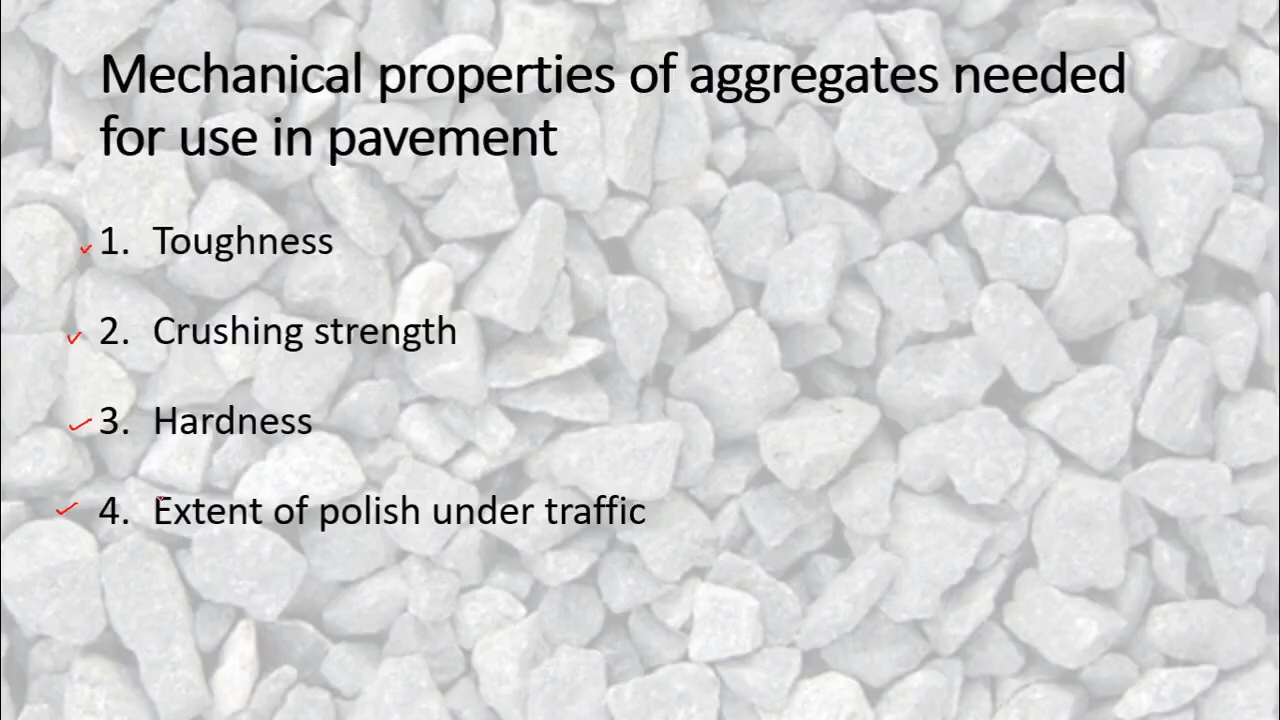 Mechanical properties of aggregates needed
for use in pavement
1. Toughness
2. Crushing strength
3. Hardness
4. Extent of polish under traffic